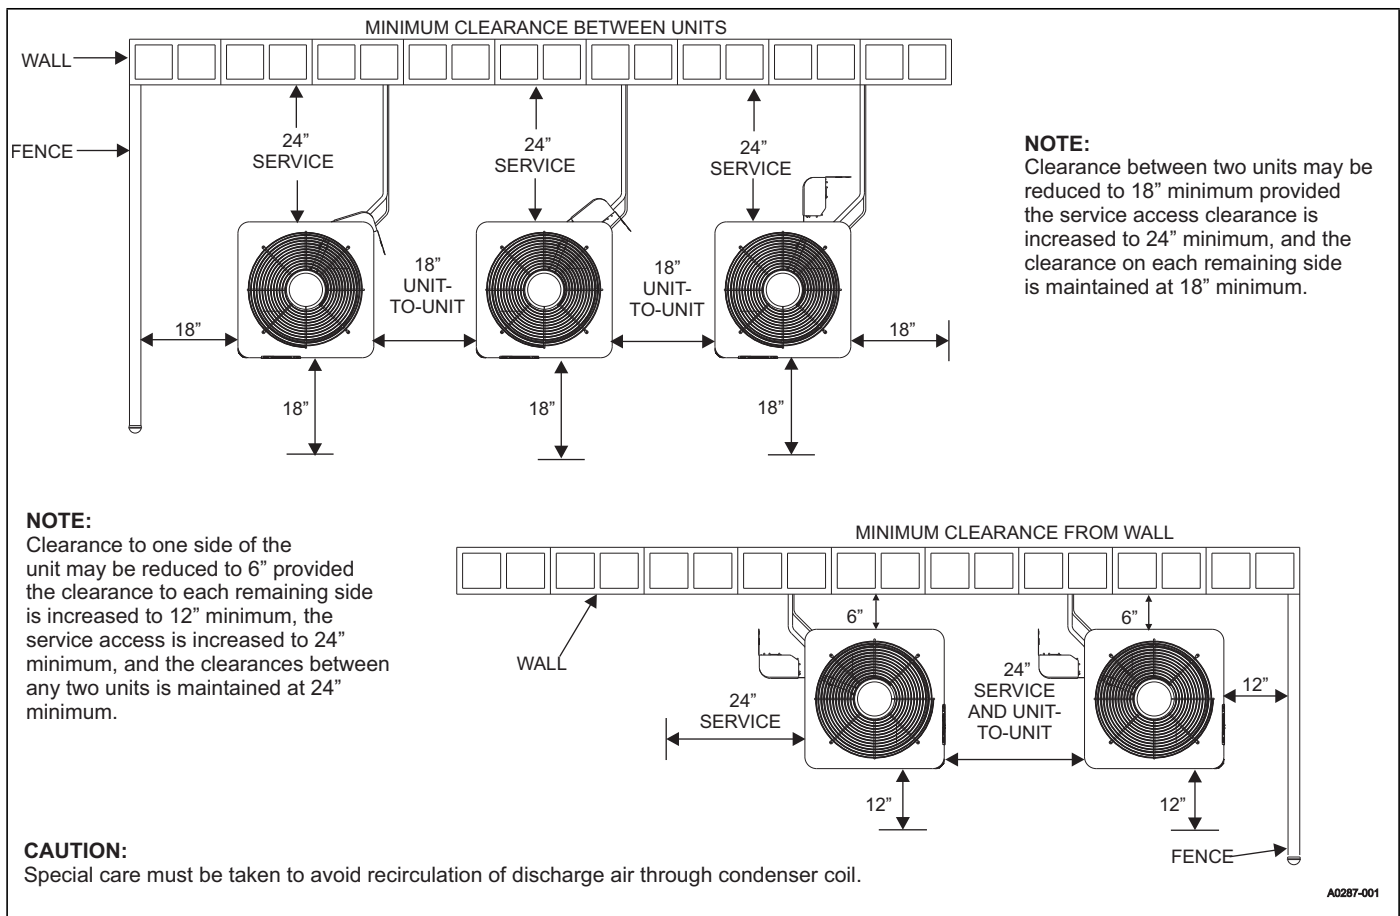 MINIMUM CLEARANCE BETWEEN UNITS
WALL
FENCE
24”
SERVICE
24”
SERVICE
24”
SERVICE
18”
UNIT-
TO-UNIT
18”
UNIT-
TO-UNIT
18”
18”
18”
18”
18”
NOTE:
Clearance between two units may be
reduced to 18” minimum provided
the service access clearance is
increased to 24” minimum, and the
clearance on each remaining side
is maintained at 18” minimum.
NOTE:
Clearance to one side of the
unit may be reduced to 6” provided
the clearance to each remaining side
is increased to 12” minimum, the
service access is increased to 24”
minimum, and the clearances between
any two units is maintained at 24”
minimum.
MINIMUM CLEARANCE FROM WALL
6”
6”
WALL
24”
SERVICE
24”
SERVICE
AND UNIT-
TO-UNIT
12”
12”
12”
FENCE
CAUTION:
Special care must be taken to avoid recirculation of discharge air through condenser coil.
A0287-001